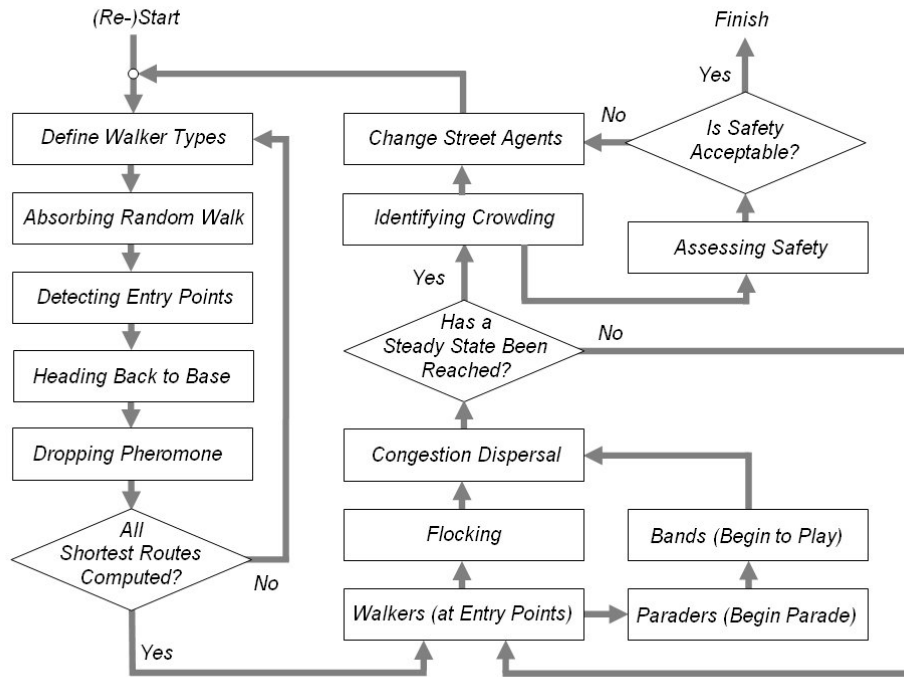 (Re-)Start
Define Walker Types
Absorbing Random Walk
Detecting Entry Points
Heading Back to Base
Dropping Pheromone
All
Shortest Routes
Computed?
No
Yes
Walkers (at Entry Points)
Paraders (Begin Parade)
Flocking
Bands (Begin to Play)
Congestion Dispersal
Has a
Steady State Been
Reached?
No
Yes
Identifying Crowding
Assessing Safety
Change Street Agents
Is Safety
Acceptable?
No
Yes
Finish